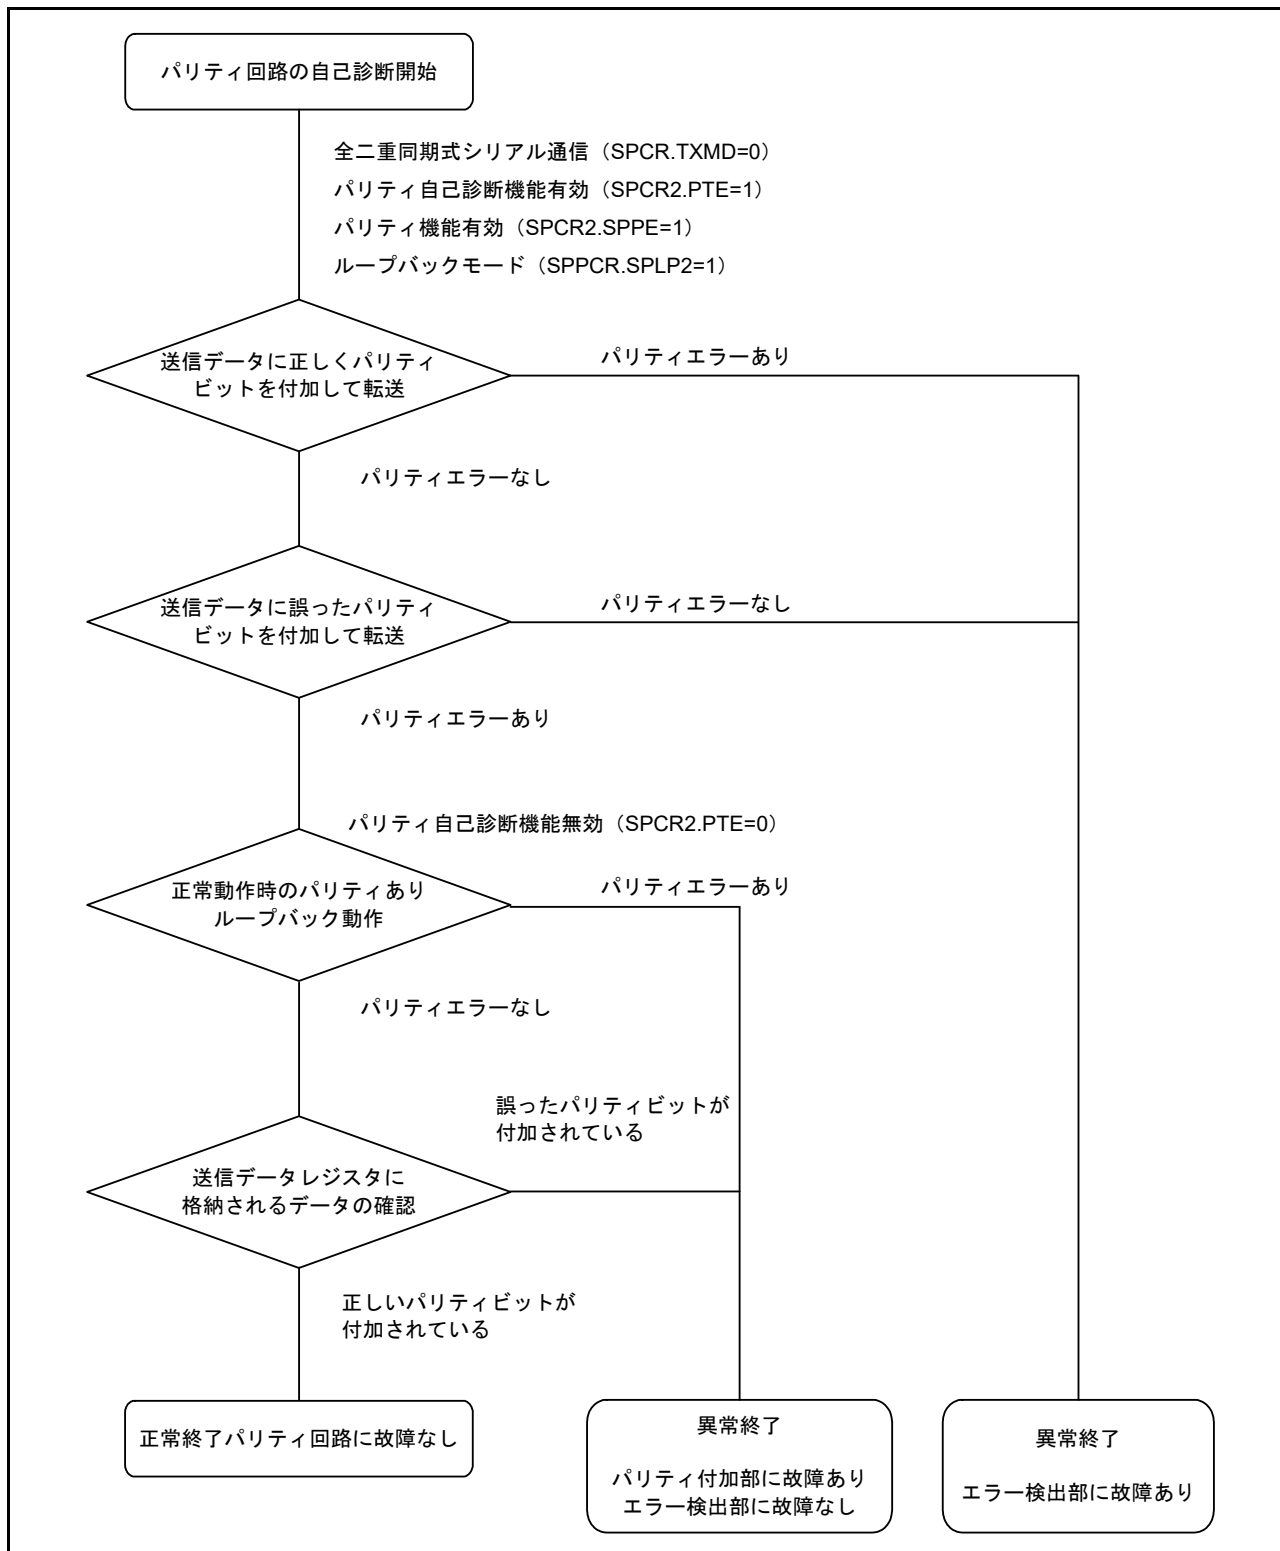 パリティ回路の自己診断開始
全二重同期式シリアル通信（SPCR.TXMD=0）
パリティ自己診断機能有効（SPCR2.PTE=1）
パリティ機能有効（SPCR2.SPPE=1）
ループバックモード（SPPCR.SPLP2=1）
送信データに正しくパリティ
ビットを付加して転送
パリティエラーあり
パリティエラーなし
送信データに誤ったパリティ
ビットを付加して転送
パリティエラーなし
パリティエラーあり
パリティ自己診断機能無効（SPCR2.PTE=0）
正常動作時のパリティあり
ループバック動作
パリティエラーあり
パリティエラーなし
誤ったパリティビットが
付加されている
送信データレジスタに
格納されるデータの確認
正しいパリティビットが
付加されている
正常終了パリティ回路に故障なし
異常終了
パリティ付加部に故障あり
エラー検出部に故障なし
異常終了
エラー検出部に故障あり